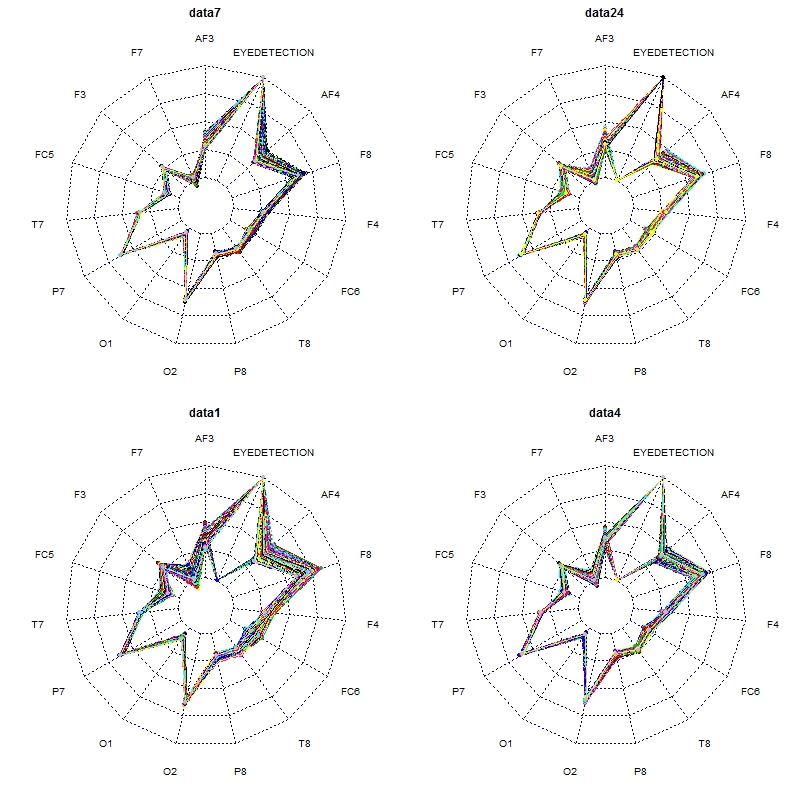 data7
AF3
EYEDETECTION
AF4
F8
F4
FC6
T8
P8
O2
O1
P7
T7
FC5
F3
F7
data24
AF3
EYEDETECTION
AF4
F8
F4
FC6
T8
P8
O2
O1
P7
T7
FC5
F3
F7
data1
AF3
EYEDETECTION
AF4
F8
F4
FC6
T8
P8
O2
O1
P7
T7
FC5
F3
F7
data4
AF3
EYEDETECTION
AF4
F8
F4
FC6
T8
P8
O2
O1
P7
T7
FC5
F3
F7